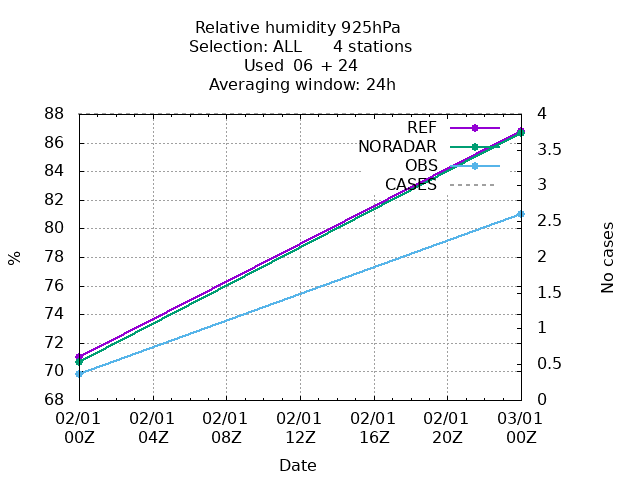 Relative humidity 925hPa
Selection: ALL 4 stations
Used 06 + 24
Averaging window: 24h
88 4
REF
86
NORADAR 3.5
84 OBS
82 CASES 3
80 2.5
% 78 2 No cases
76
74 1.5
72 1
70 0.5
68 0
02/01 02/01 02/01 02/01 02/01 02/01 03/01
00Z 04Z 08Z 12Z 16Z 20Z 00Z
Date